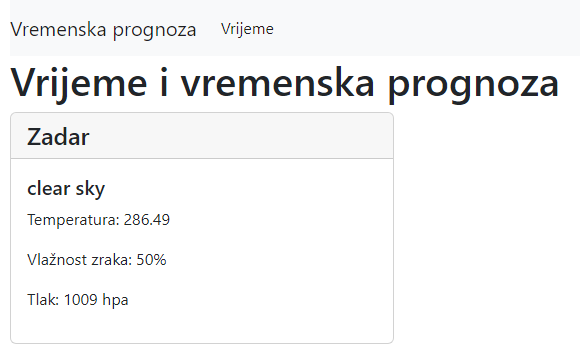 Vremenska prognoza Vrijeme
Vrijeme i vremenska prognoza
Zadar
clear sky
Temperatura: 286.49
Vlažnost zraka: 50%
Tlak: 1009 hpa